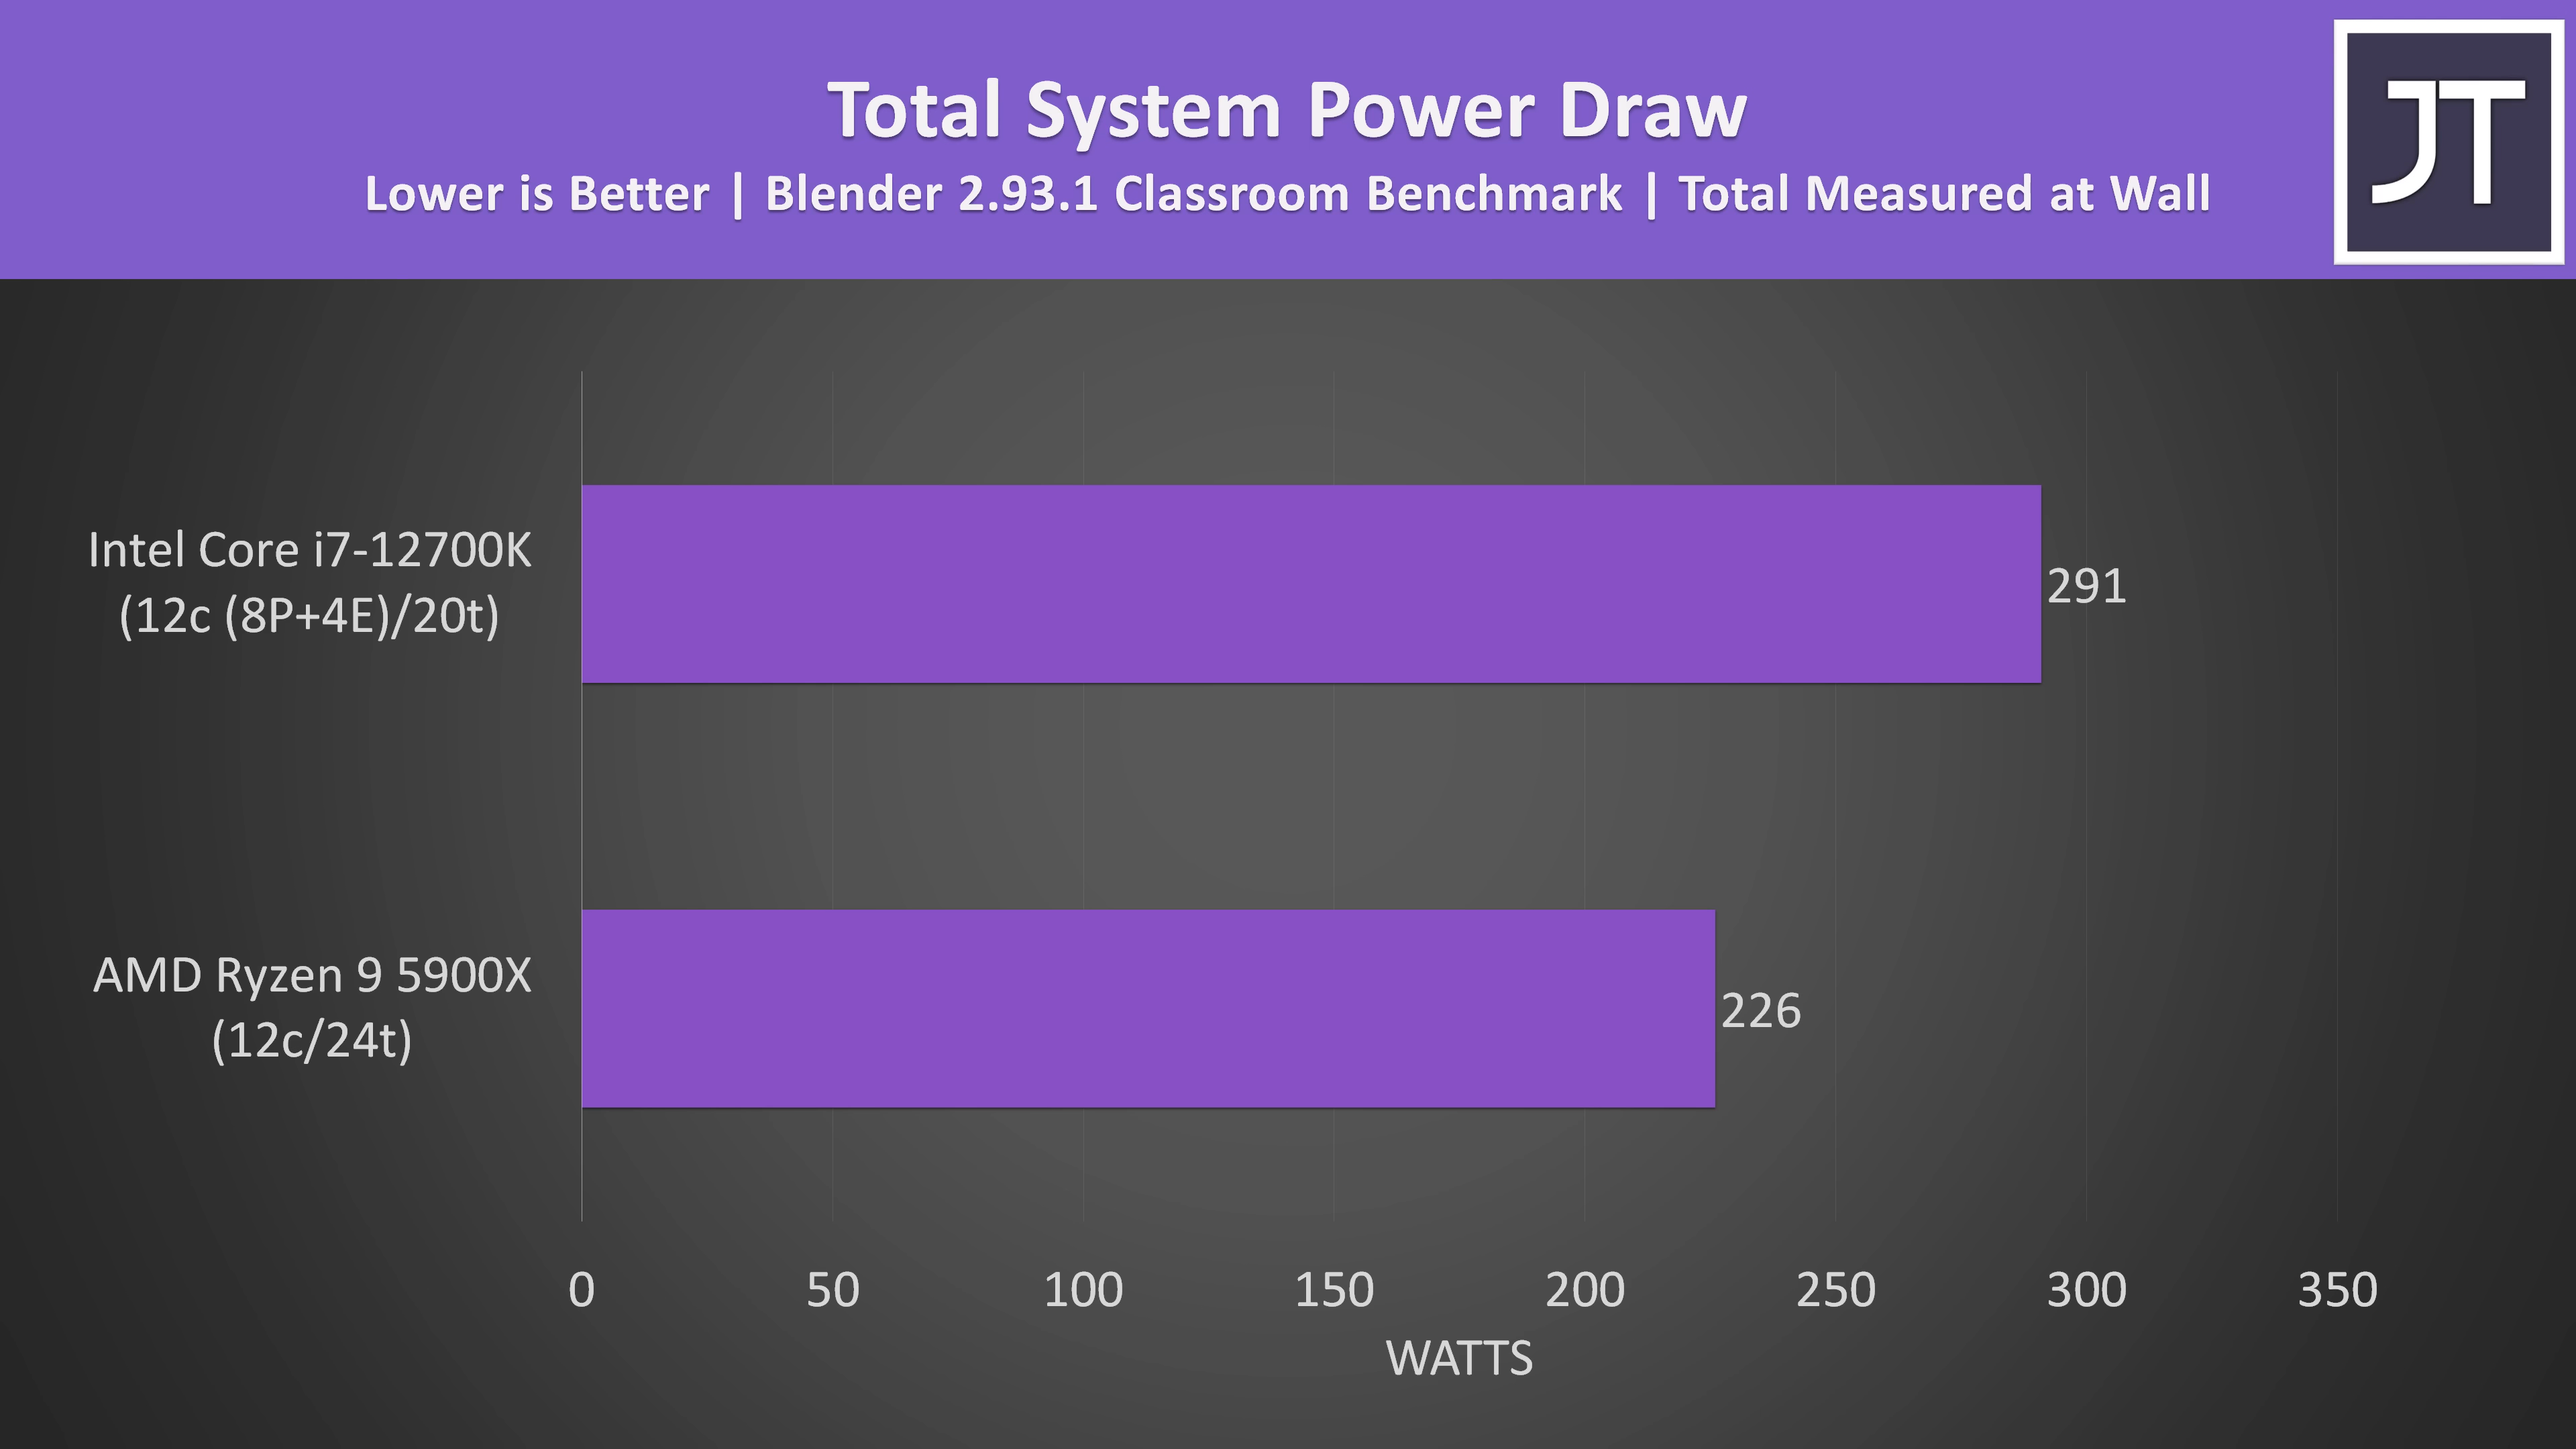 Total System Power Draw
Lower is Better | Blender 2.93.1 Classroom Benchmark | Total Measured at Wall
JT
Intel Core i7-12700K
(12c (8P+4E)/20t)
291
AMD Ryzen 9 5900X
(12c/24t)
226
0 50 100 150 200 250 300 350
WATTS